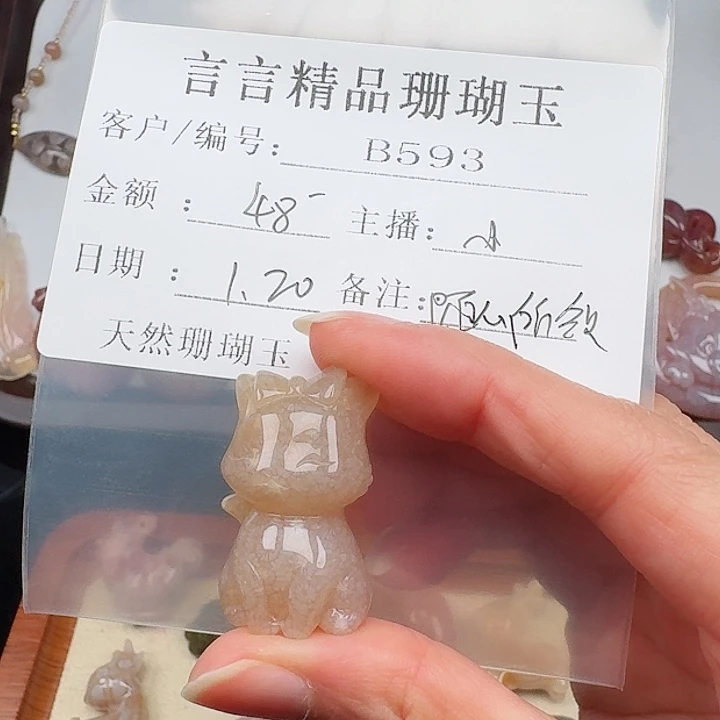 言言精品珊瑚玉
客户/编号: B593
金额 : 48- 主播: 小
日期 : 1.20 备注:
天然珊瑚玉